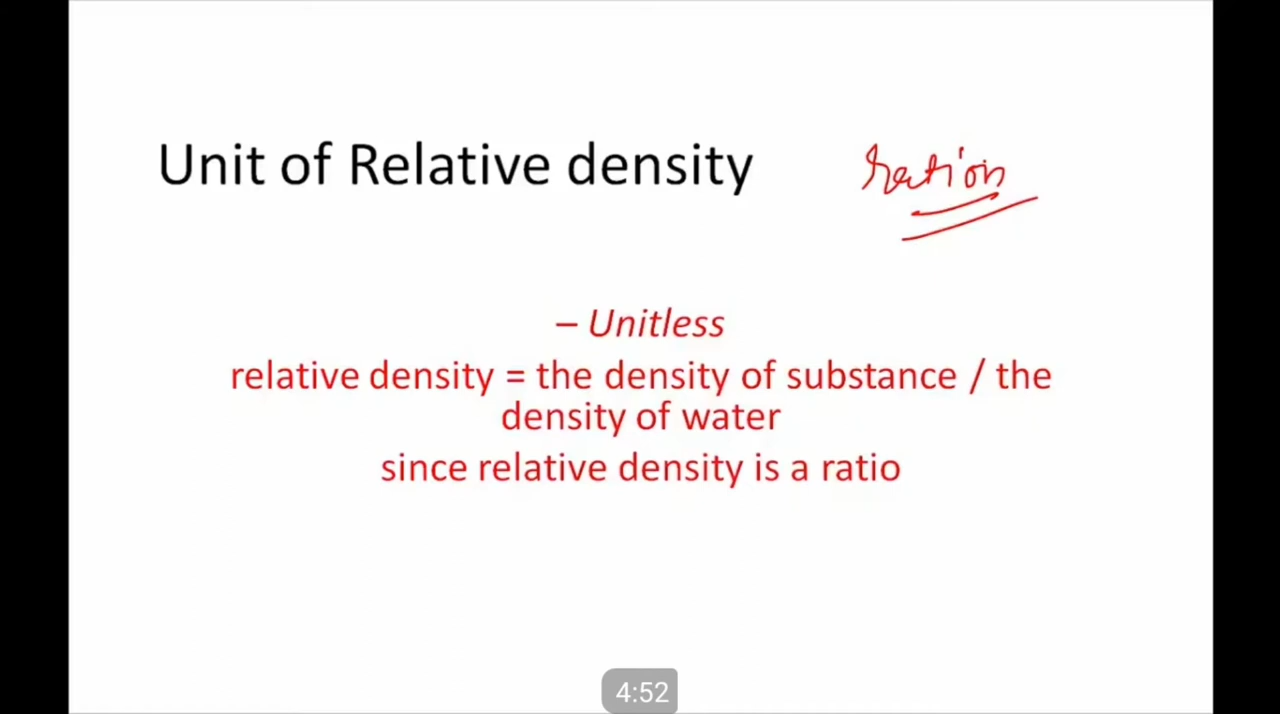 Unit of Relative density
ration
– Unitless
relative density = the density of substance / the
density of water
since relative density is a ratio
4:52